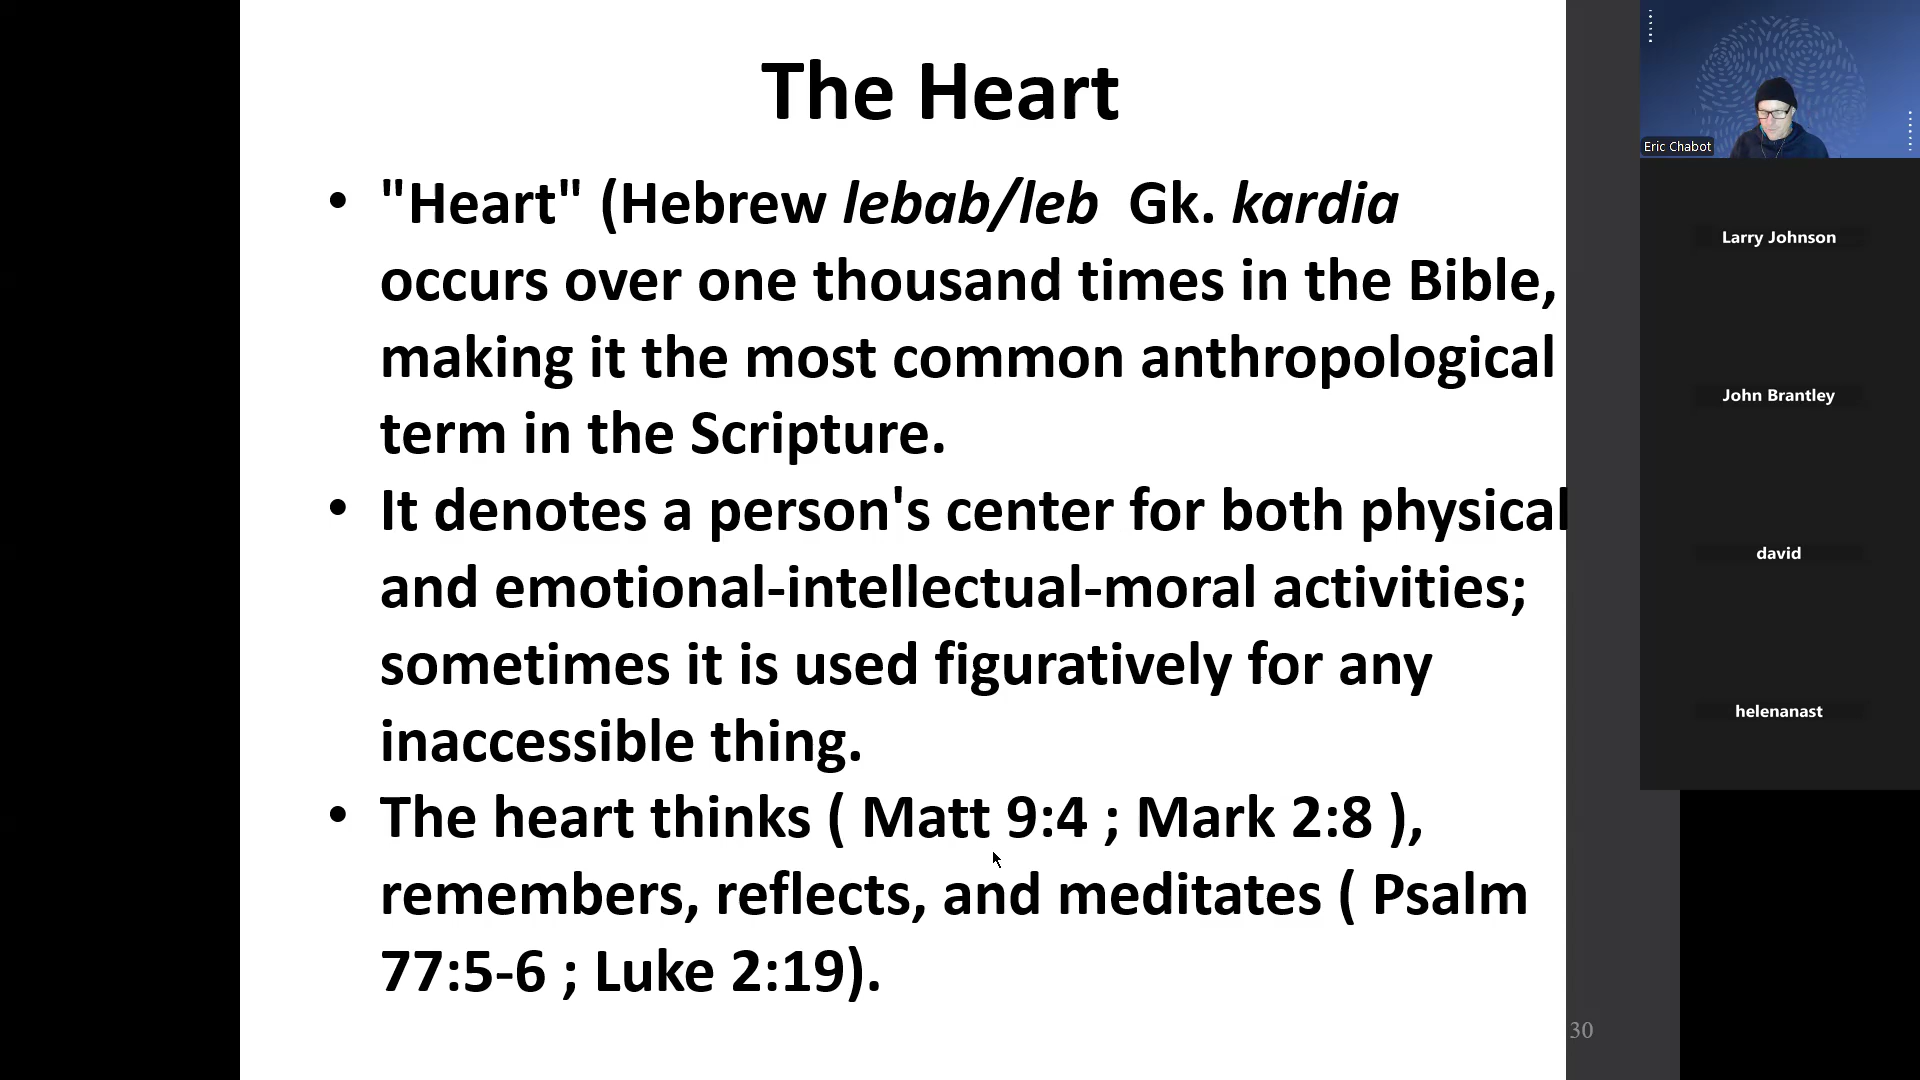 The Heart
• "Heart" (Hebrew lebab/leb  Gk. kardia
occurs over one thousand times in the Bible,
making it the most common anthropological
term in the Scripture.
• It denotes a person's center for both physical
and emotional-intellectual-moral activities;
sometimes it is used figuratively for any
inaccessible thing.
• The heart thinks ( Matt 9:4 ; Mark 2:8 ),
remembers, reflects, and meditates ( Psalm
77:5-6 ; Luke 2:19).
30
Eric Chabot
Larry Johnson
John Brantley
david
helenanast